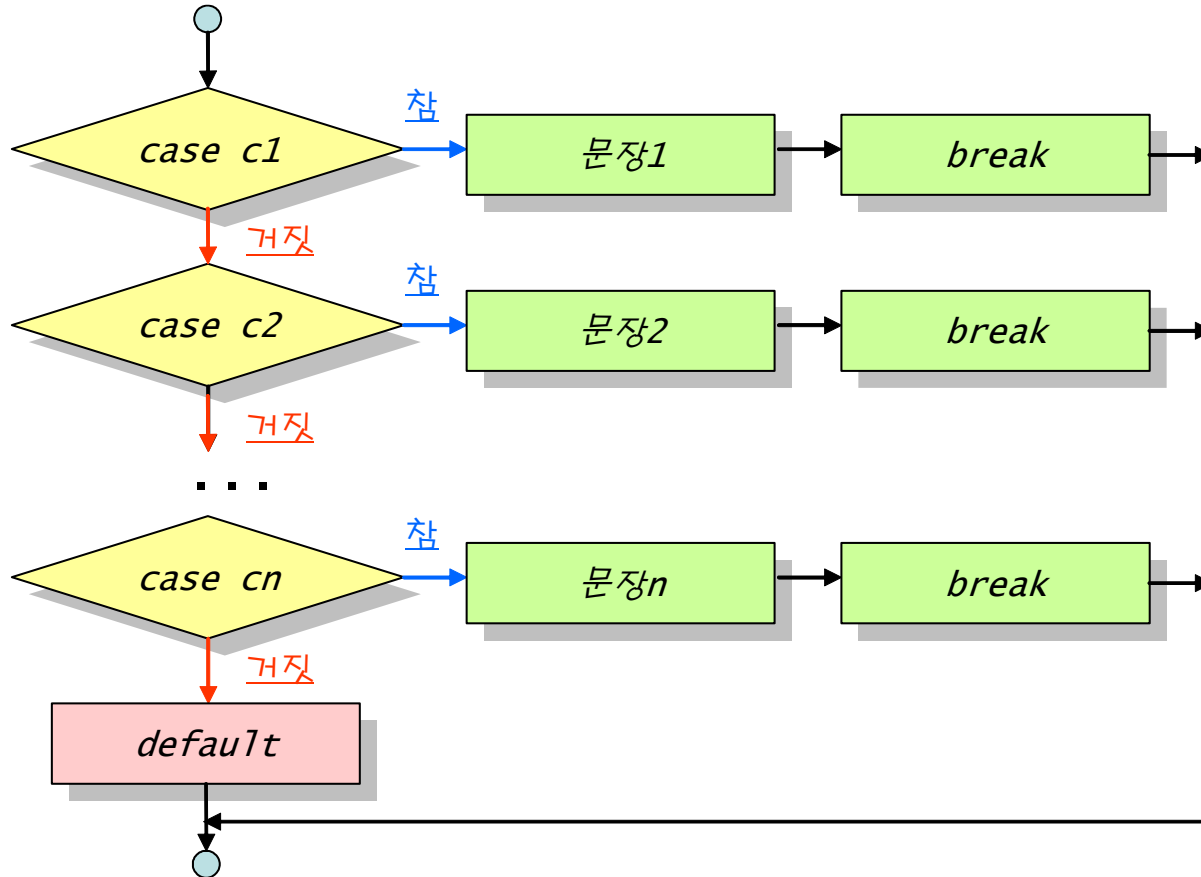 참
case c1
문장1
break
거짓
참
case c2
문장2
break
거짓
...
참
case cn
문장n
break
거짓
default